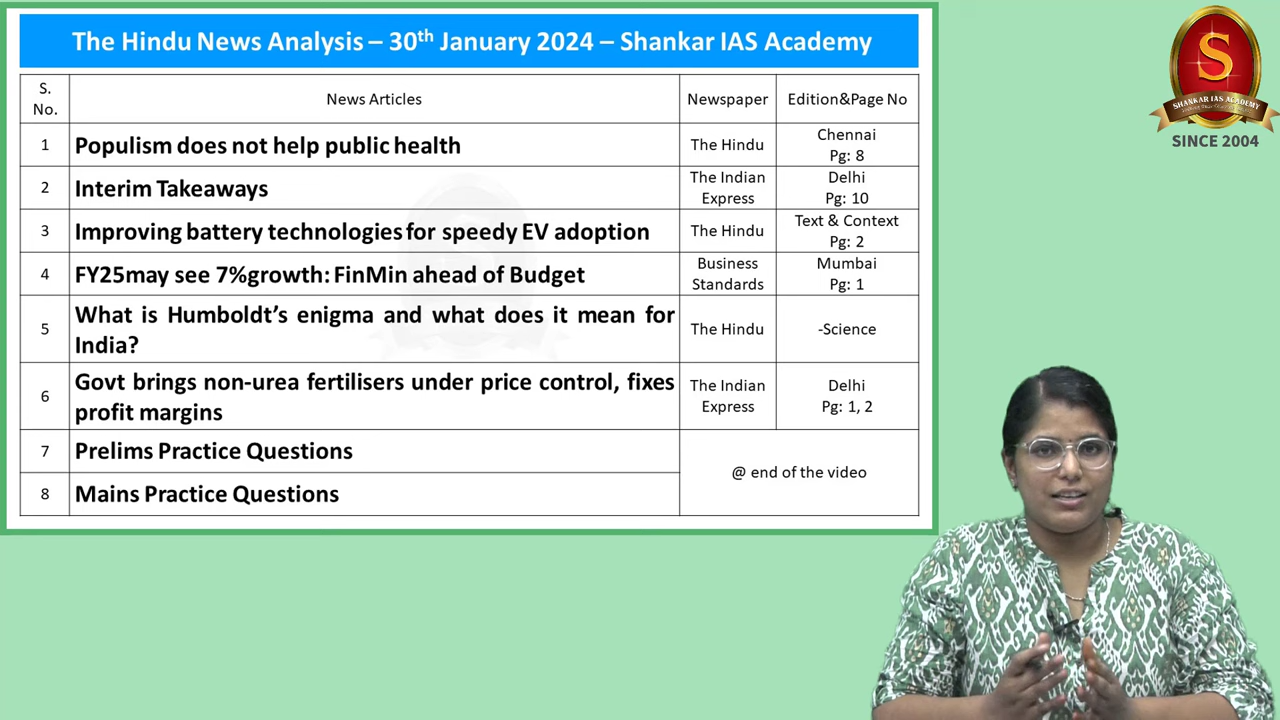 The Hindu News Analysis – 30th January 2024 – Shankar IAS Academy
S. No. News Articles Newspaper Edition&Page No
1 Populism does not help public health The Hindu Chennai Pg: 8
2 Interim Takeaways The Indian Express Delhi Pg: 10
3 Improving battery technologies for speedy EV adoption The Hindu Text & Context Pg: 2
4 FY25may see 7%growth: FinMin ahead of Budget Business Standards Mumbai Pg: 1
5 What is Humboldt’s enigma and what does it mean for India? The Hindu -Science
6 Govt brings non-urea fertilisers under price control, fixes profit margins The Indian Express Delhi Pg: 1, 2
7 Prelims Practice Questions
8 Mains Practice Questions
@ end of the video
S
SHANKAR IAS ACADEMY
SINCE 2004